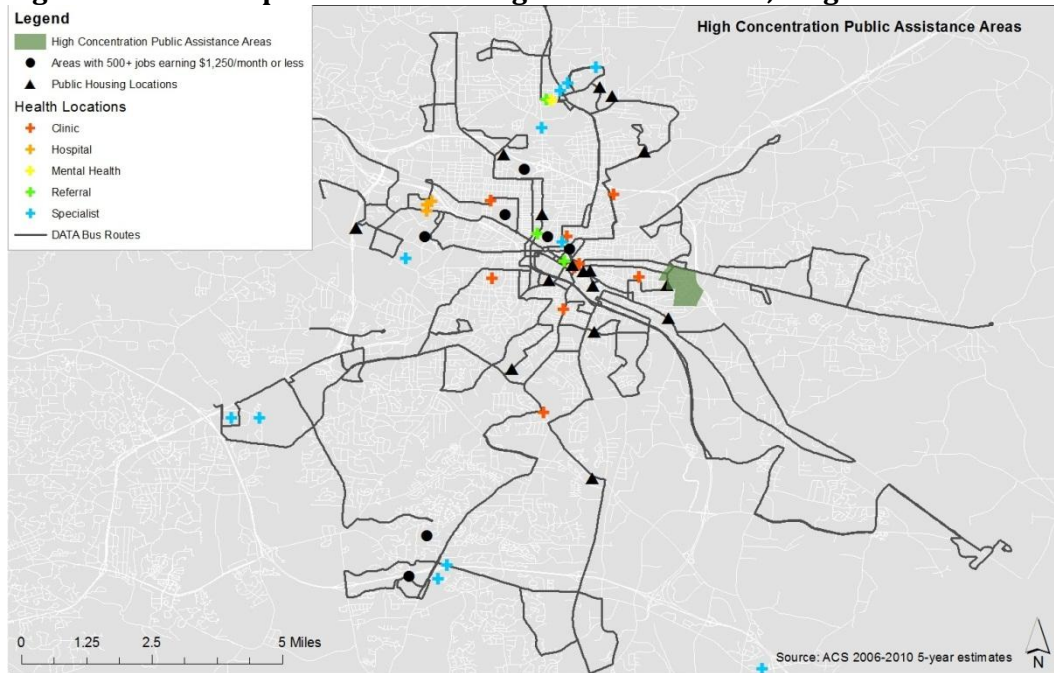 Legend
High Concentration Public Assistance Areas
Areas with 500+ jobs earning $1,250/month or less
Public Housing Locations
Health Locations
Clinic
Hospital
Mental Health
Referral
Specialist
DATA Bus Routes
High Concentration Public Assistance Areas
0 1.25 2.5 5 Miles
Source: ACS 2006-2010 5-year estimates
N